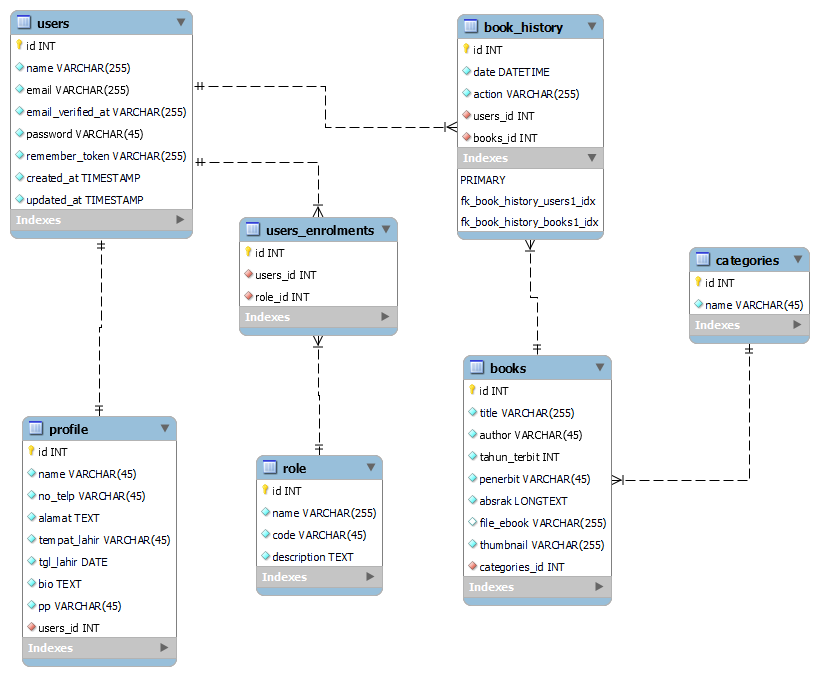 users
id INT
name VARCHAR(255)
email VARCHAR(255)
email_verified_at VARCHAR(255)
password VARCHAR(45)
remember_token VARCHAR(255)
created_at TIMESTAMP
updated_at TIMESTAMP
Indexes
book_history
id INT
date DATETIME
action VARCHAR(255)
users_id INT
books_id INT
Indexes
PRIMARY
fk_book_history_users1_idx
fk_book_history_books1_idx
users_enrolments
id INT
users_id INT
role_id INT
Indexes
categories
id INT
name VARCHAR(45)
Indexes
books
id INT
title VARCHAR(255)
author VARCHAR(45)
tahun_terbit INT
penerbit VARCHAR(45)
absrak LONGTEXT
file_ebook VARCHAR(255)
thumbnail VARCHAR(255)
categories_id INT
Indexes
profile
id INT
name VARCHAR(45)
no_telp VARCHAR(45)
alamat TEXT
tempat_lahir VARCHAR(45)
tgl_lahir DATE
bio TEXT
pp VARCHAR(45)
users_id INT
Indexes
role
id INT
name VARCHAR(255)
code VARCHAR(45)
description TEXT
Indexes